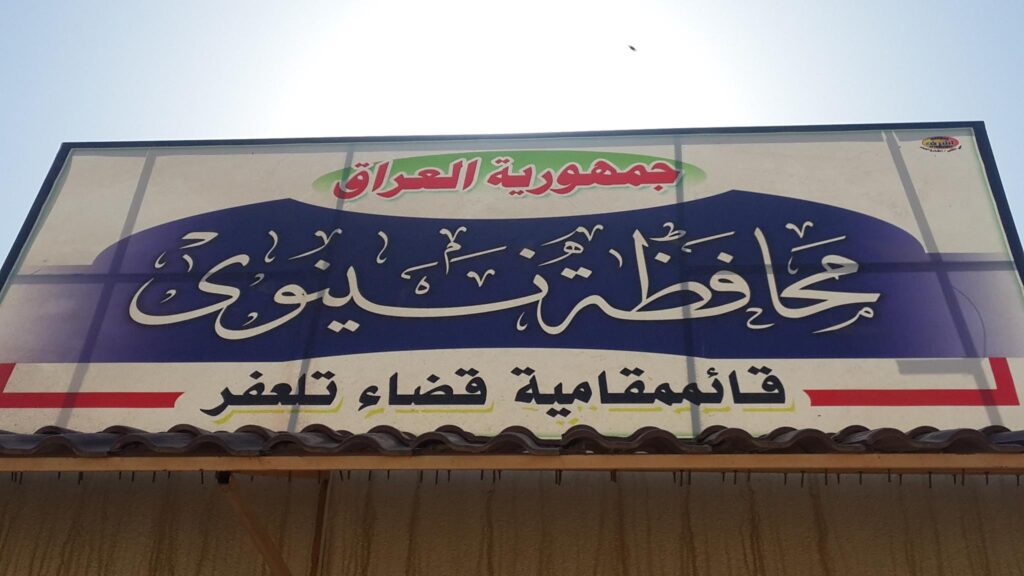 جمهورية العراق
محافظة نينوى
قائممقامية قضاء تلعفر